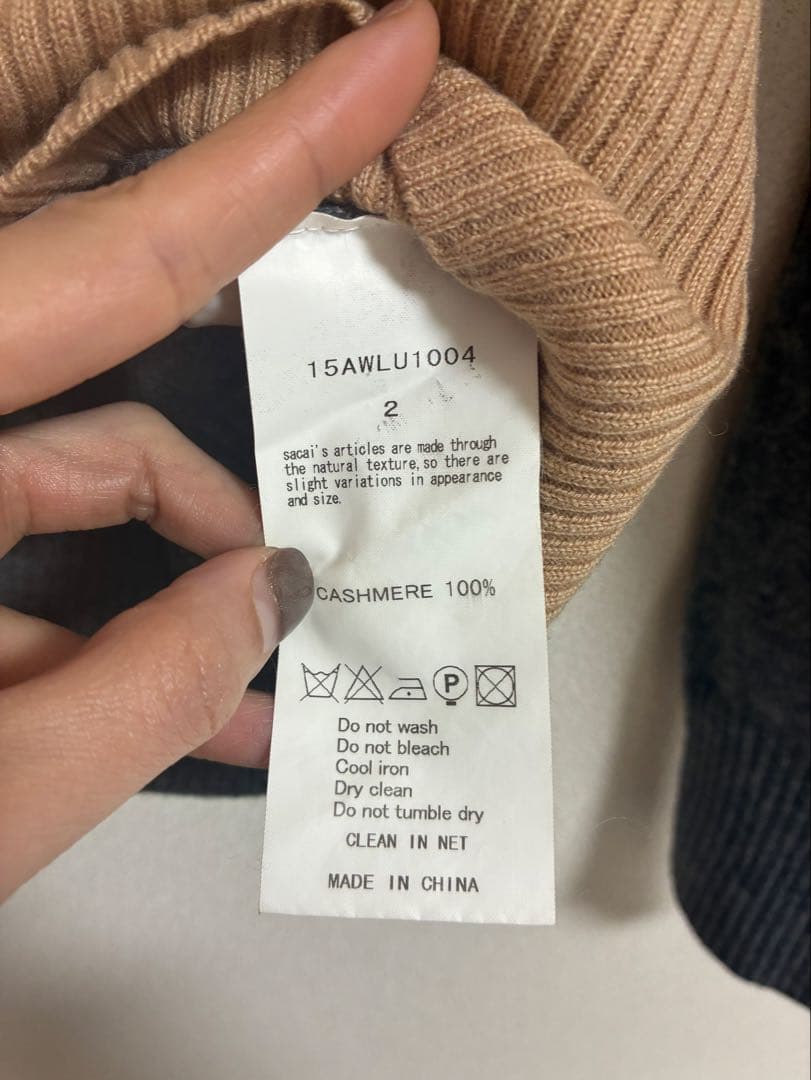 15AWLU1004
2
sacai's articles are made through
the natural texture, so there are
slight variations in appearance
and size.
CASHMERE 100%
P
Do not wash
Do not bleach
Cool iron
Dry clean
Do not tumble dry
CLEAN IN NET
MADE IN CHINA